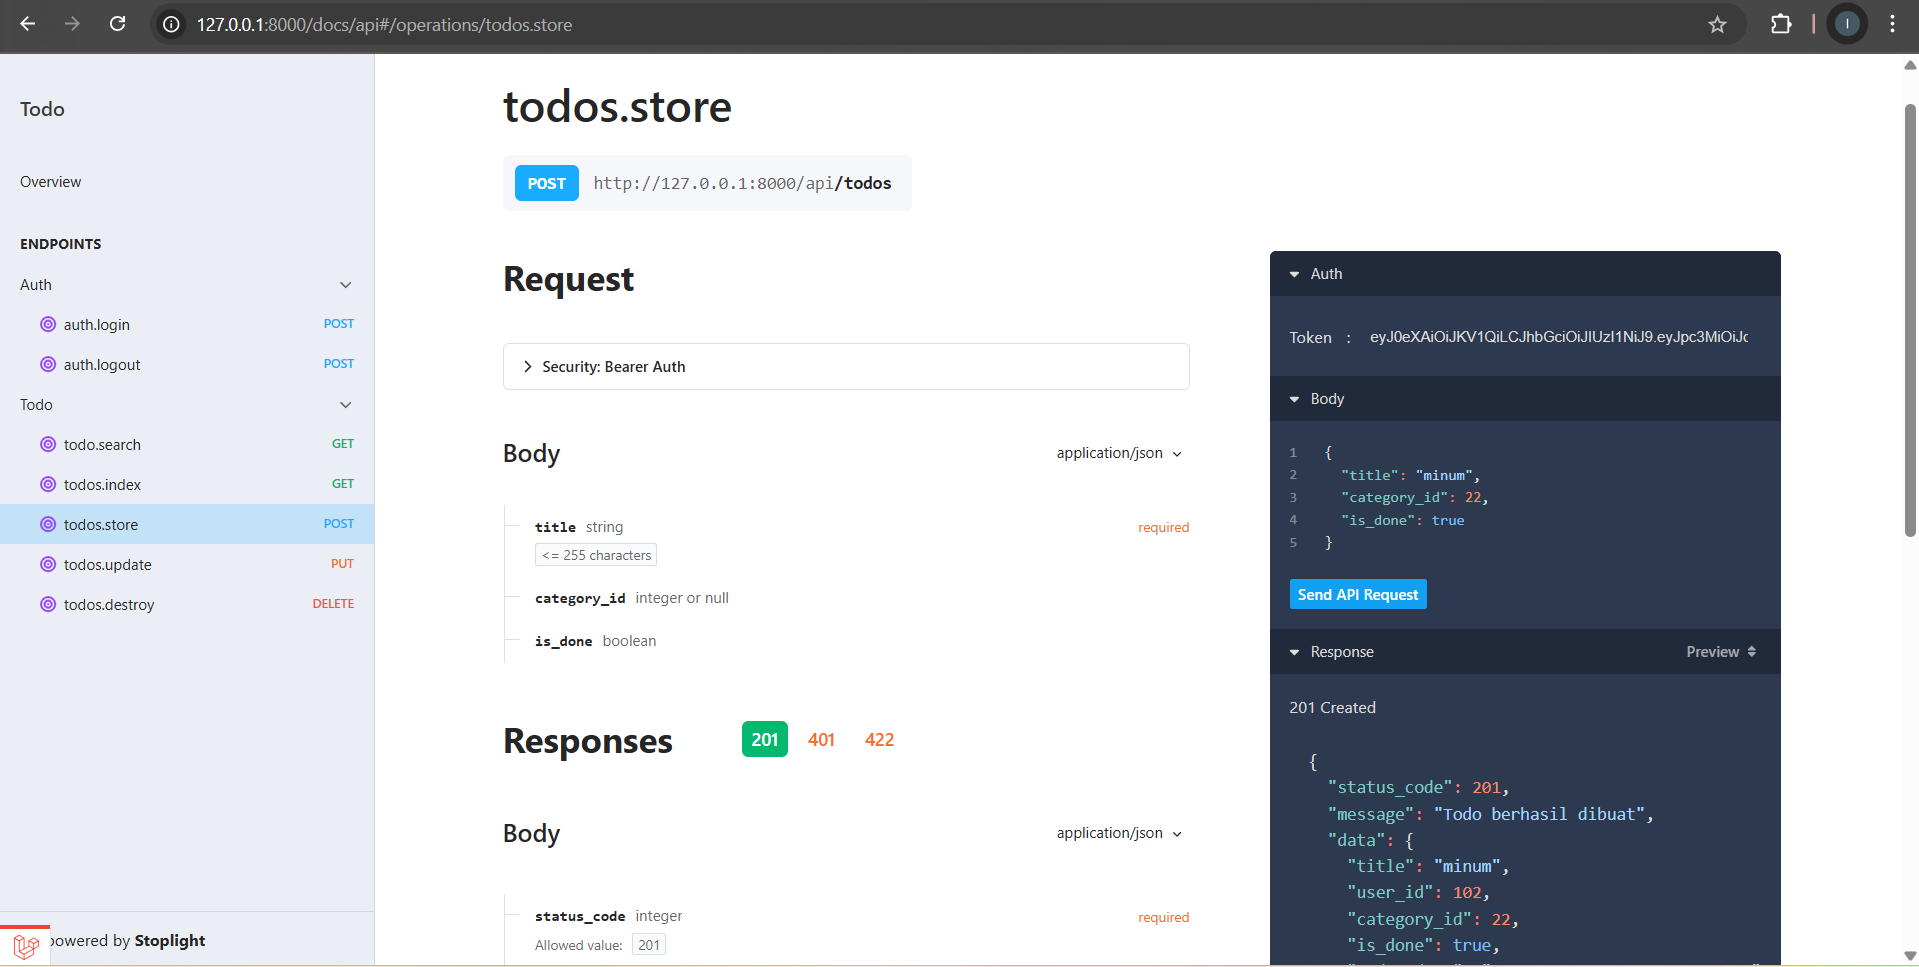 127.0.0.1:8000/docs/api#/operations/todos.store
I
Todo
Overview
ENDPOINTS
Auth
auth.login POST
auth.logout POST
Todo
todo.search GET
todos.index GET
todos.store POST
todos.update PUT
todos.destroy DELETE
powered by Stoplight
todos.store
POST http://127.0.0.1:8000/api/todos
Request
Security: Bearer Auth
Body application/json
title string required
<= 255 characters
category_id integer or null
is_done boolean
Responses 201 401 422
Body application/json
status_code integer required
Allowed value: 201
Auth
Token : eyJ0eXAiOiJKV1QiLCJhbGciOiJIUzI1NiJ9.eyJpc3MiOiJc
Body
1 {
2 "title": "minum",
3 "category_id": 22,
4 "is_done": true
5 }
Send API Request
Response Preview
201 Created
{
"status_code": 201,
"message": "Todo berhasil dibuat",
"data": {
"title": "minum",
"user_id": 102,
"category_id": 22,
"is_done": true,